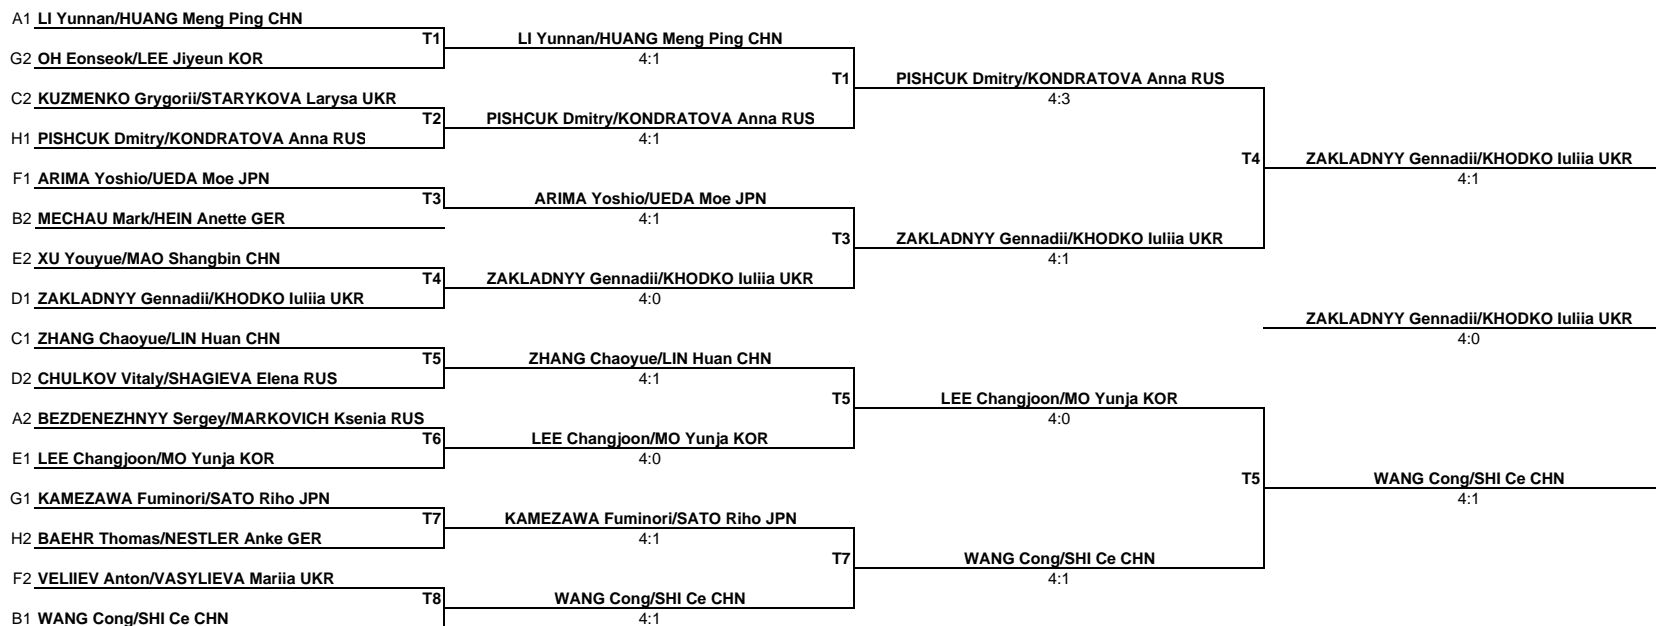 A1 LI Yunnan/HUANG Meng Ping CHN
T1 LI Yunnan/HUANG Meng Ping CHN
G2 OH Eonseok/LEE Jiyeun KOR 4:1
T1 PISHCUK Dmitry/KONDRATOVA Anna RUS
C2 KUZMENKO Grygorii/STARYKOVA Larysa UKR 4:3
T2 PISHCUK Dmitry/KONDRATOVA Anna RUS
H1 PISHCUK Dmitry/KONDRATOVA Anna RUS 4:1
T4 ZAKLADNYY Gennadii/KHODKO Iuliia UKR
F1 ARIMA Yoshio/UEDA Moe JPN 4:1
T3 ARIMA Yoshio/UEDA Moe JPN
B2 MECHAU Mark/HEIN Anette GER 4:1
T3 ZAKLADNYY Gennadii/KHODKO Iuliia UKR
E2 XU Youyue/MAO Shangbin CHN 4:1
T4 ZAKLADNYY Gennadii/KHODKO Iuliia UKR
D1 ZAKLADNYY Gennadii/KHODKO Iuliia UKR 4:0
ZAKLADNYY Gennadii/KHODKO Iuliia UKR
C1 ZHANG Chaoyue/LIN Huan CHN 4:0
T5 ZHANG Chaoyue/LIN Huan CHN
D2 CHULKOV Vitaly/SHAGIEVA Elena RUS 4:1
T5 LEE Changjoon/MO Yunja KOR
A2 BEZDENEZHNYY Sergey/MARKOVICH Ksenia RUS 4:0
T6 LEE Changjoon/MO Yunja KOR
E1 LEE Changjoon/MO Yunja KOR 4:0
T5 WANG Cong/SHI Ce CHN
G1 KAMEZAWA Fuminori/SATO Riho JPN 4:1
T7 KAMEZAWA Fuminori/SATO Riho JPN
H2 BAEHR Thomas/NESTLER Anke GER 4:1
T7 WANG Cong/SHI Ce CHN
F2 VELIIEV Anton/VASYLIEVA Mariia UKR 4:1
T8 WANG Cong/SHI Ce CHN
B1 WANG Cong/SHI Ce CHN 4:1